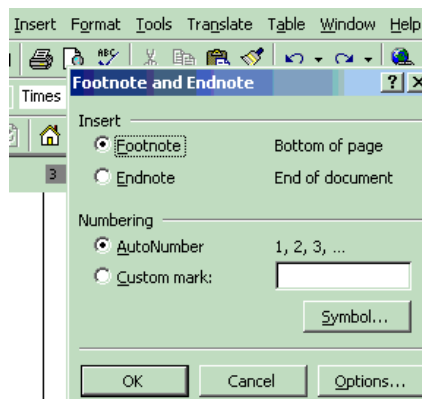 Insert Format Tools Translate Table Window Help
ABC
Times
Footnote and Endnote ?
Insert
Footnote Bottom of page
3
Endnote End of document
Numbering
AutoNumber 1, 2, 3, ...
Custom mark:
Symbol...
OK Cancel Options...